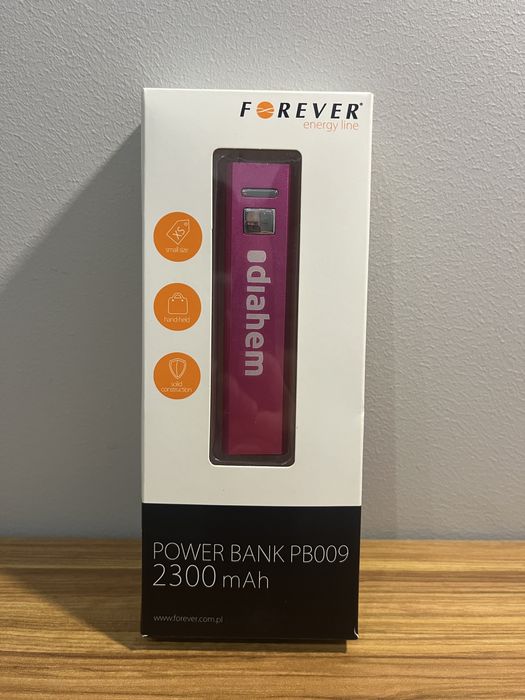 FOREVER®
energy line
XS
small size
hand held
solid
construction
diahem
POWER BANK PB009
2300 mAh
www.forever.com.pl